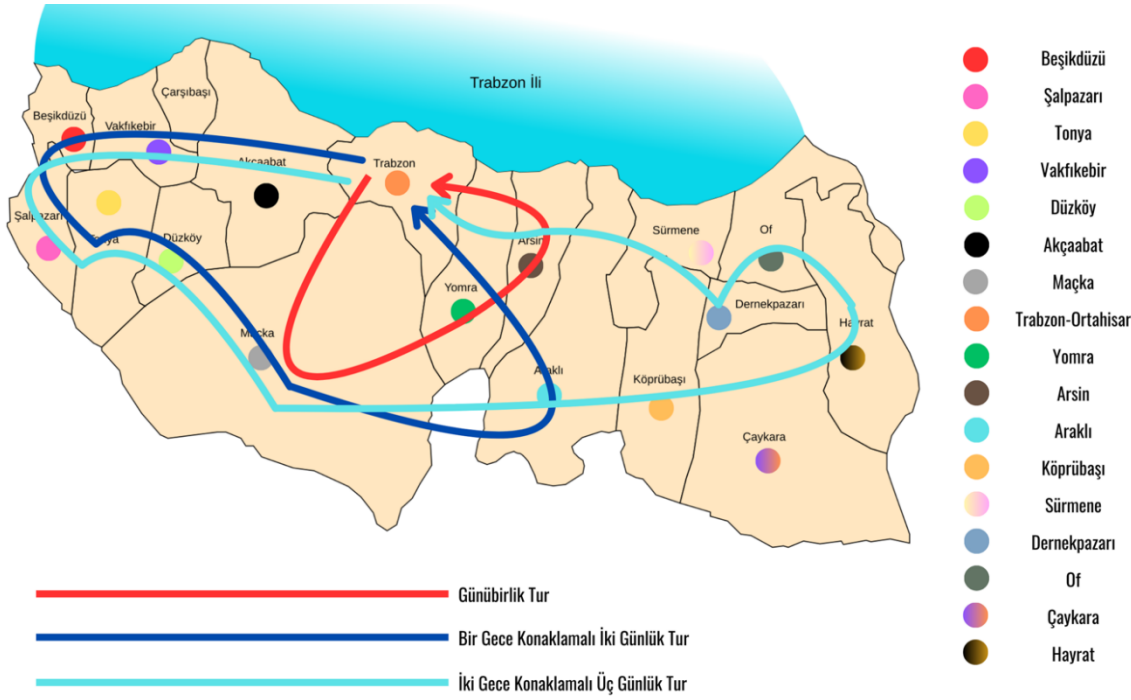 Trabzon İli
Çarşıbaşı
Beşikdüzü
Vakfıkebir
Akçaabat
Trabzon
Şalpazarı
Tonya
Düzköy
Arsin
Sürmene
Of
Yomra
Dernekpazarı
Hayrat
Maçka
Araklı
Köprübaşı
Çaykara
Beşikdüzü
Şalpazarı
Tonya
Vakfıkebir
Düzköy
Akçaabat
Maçka
Trabzon-Ortahisar
Yomra
Arsin
Araklı
Köprübaşı
Sürmene
Dernekpazarı
Of
Çaykara
Hayrat
Günübirlik Tur
Bir Gece Konaklamalı İki Günlük Tur
İki Gece Konaklamalı Üç Günlük Tur